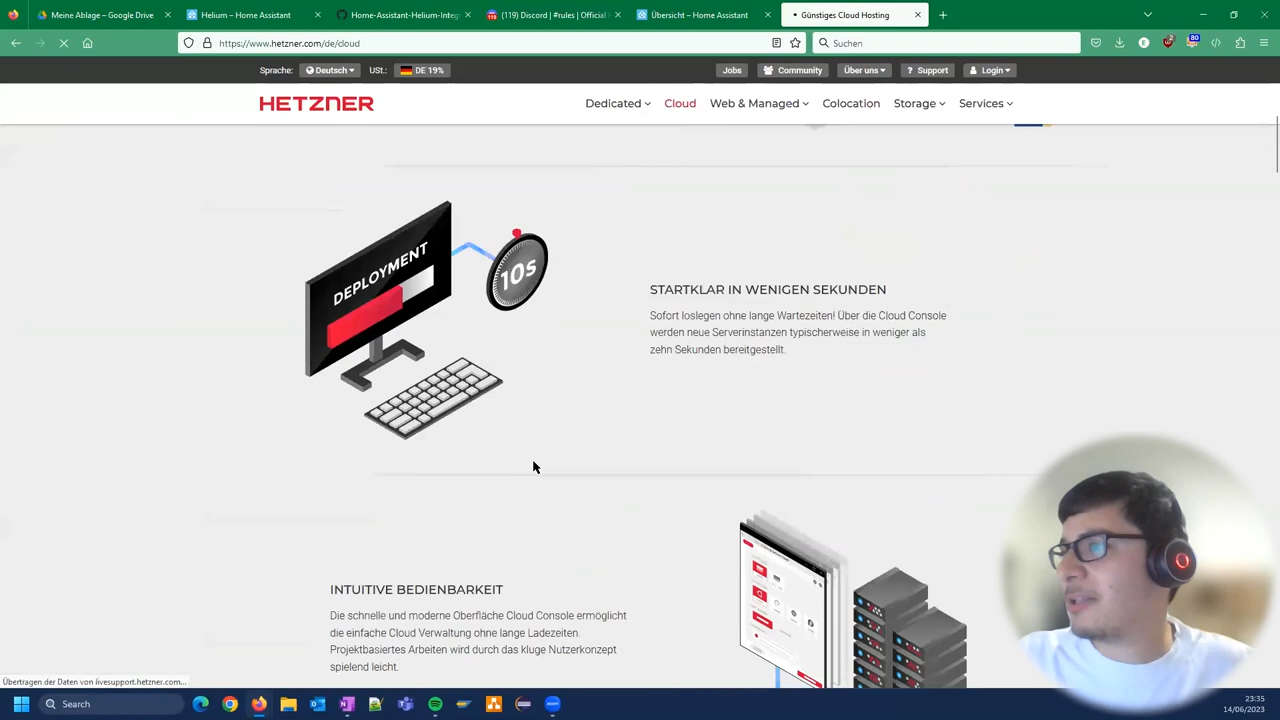 Meine Ablage – Google Drive
Helium – Home Assistant
Home-Assistant-Helium-Integ
(119) Discord | #rules | Official
Übersicht – Home Assistant
Günstiges Cloud Hosting
https://www.hetzner.com/de/cloud
Suchen
80
Sprache:
Deutsch
USt.:
DE 19%
Jobs
Community
Über uns
Support
Login
HETZNER
Dedicated
Cloud
Web & Managed
Colocation
Storage
Services
DEPLOYMENT
10s
STARTKLAR IN WENIGEN SEKUNDEN
Sofort loslegen ohne lange Wartezeiten! Über die Cloud Console
werden neue Serverinstanzen typischerweise in weniger als
zehn Sekunden bereitgestellt.
INTUITIVE BEDIENBARKEIT
Die schnelle und moderne Oberfläche Cloud Console ermöglicht
die einfache Cloud Verwaltung ohne lange Ladezeiten.
Projektbasiertes Arbeiten wird durch das kluge Nutzerkonzept
spielend leicht.
Übertragen der Daten von livesupport.hetzner.com...
Search
23:35
14/06/2023